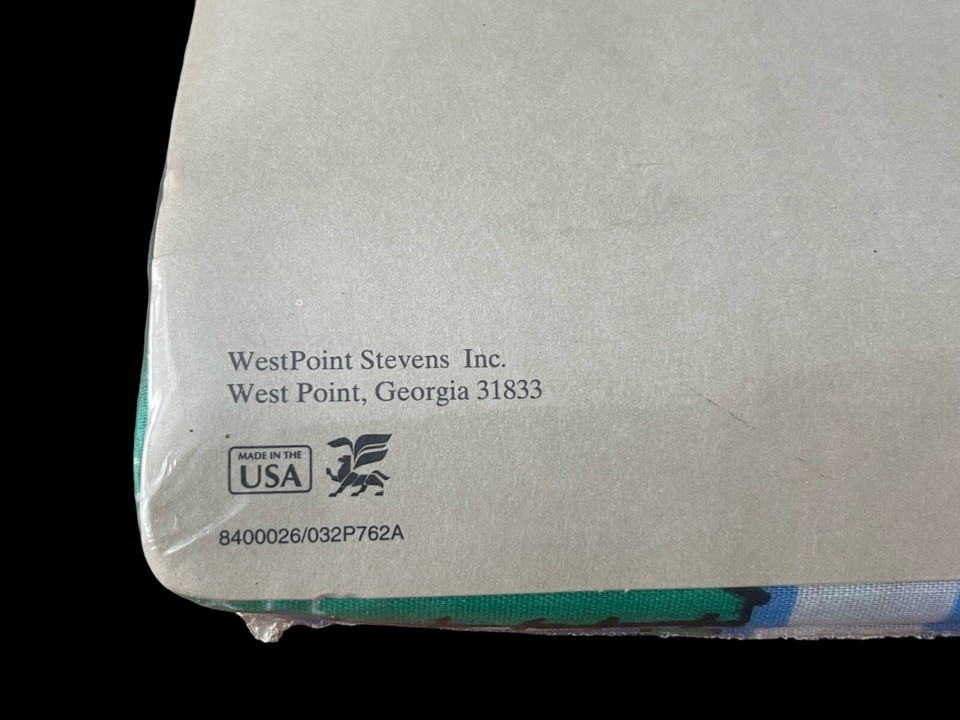 WestPoint Stevens Inc.
West Point, Georgia 31833
MADE IN THE
USA
8400026/032P762A